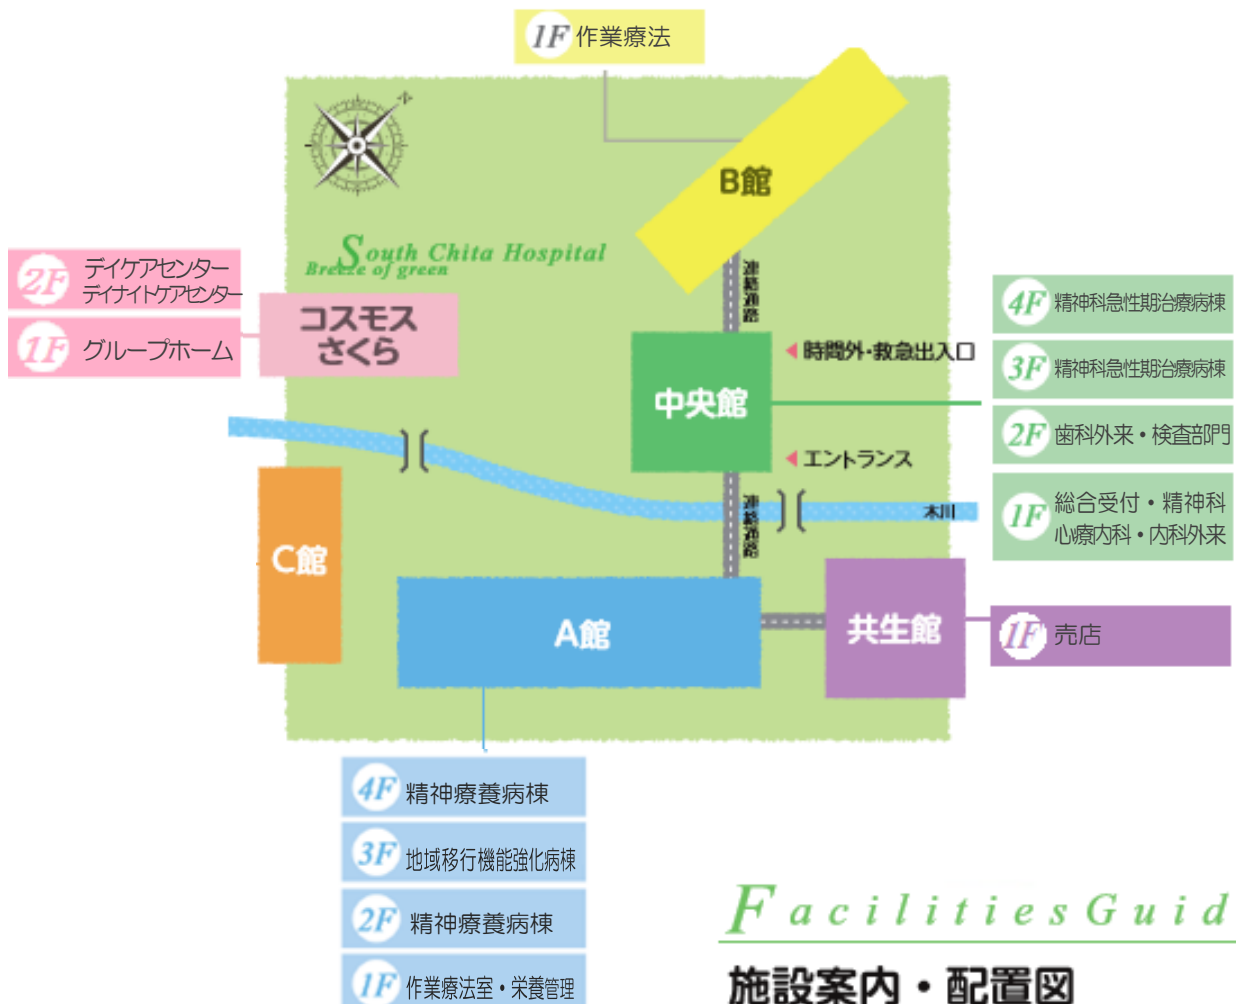 1F 作業療法
B館
South Chita Hospital
Breeze of green
連絡通路
2F デイケアセンター
デイナイトケアセンター
1F グループホーム
コスモス
さくら
4F 精神科急性期治療病棟
3F 精神科急性期治療病棟
2F 歯科外来・検査部門
1F 総合受付・精神科
心療内科・内科外来
時間外・救急出入口
中央館
エントランス
連絡通路
木川
C館
A館
共生館
1F 売店
4F 精神療養病棟
3F 地域移行機能強化病棟
2F 精神療養病棟
1F 作業療法室・栄養管理
Facilities Guid
施設案内・配置図